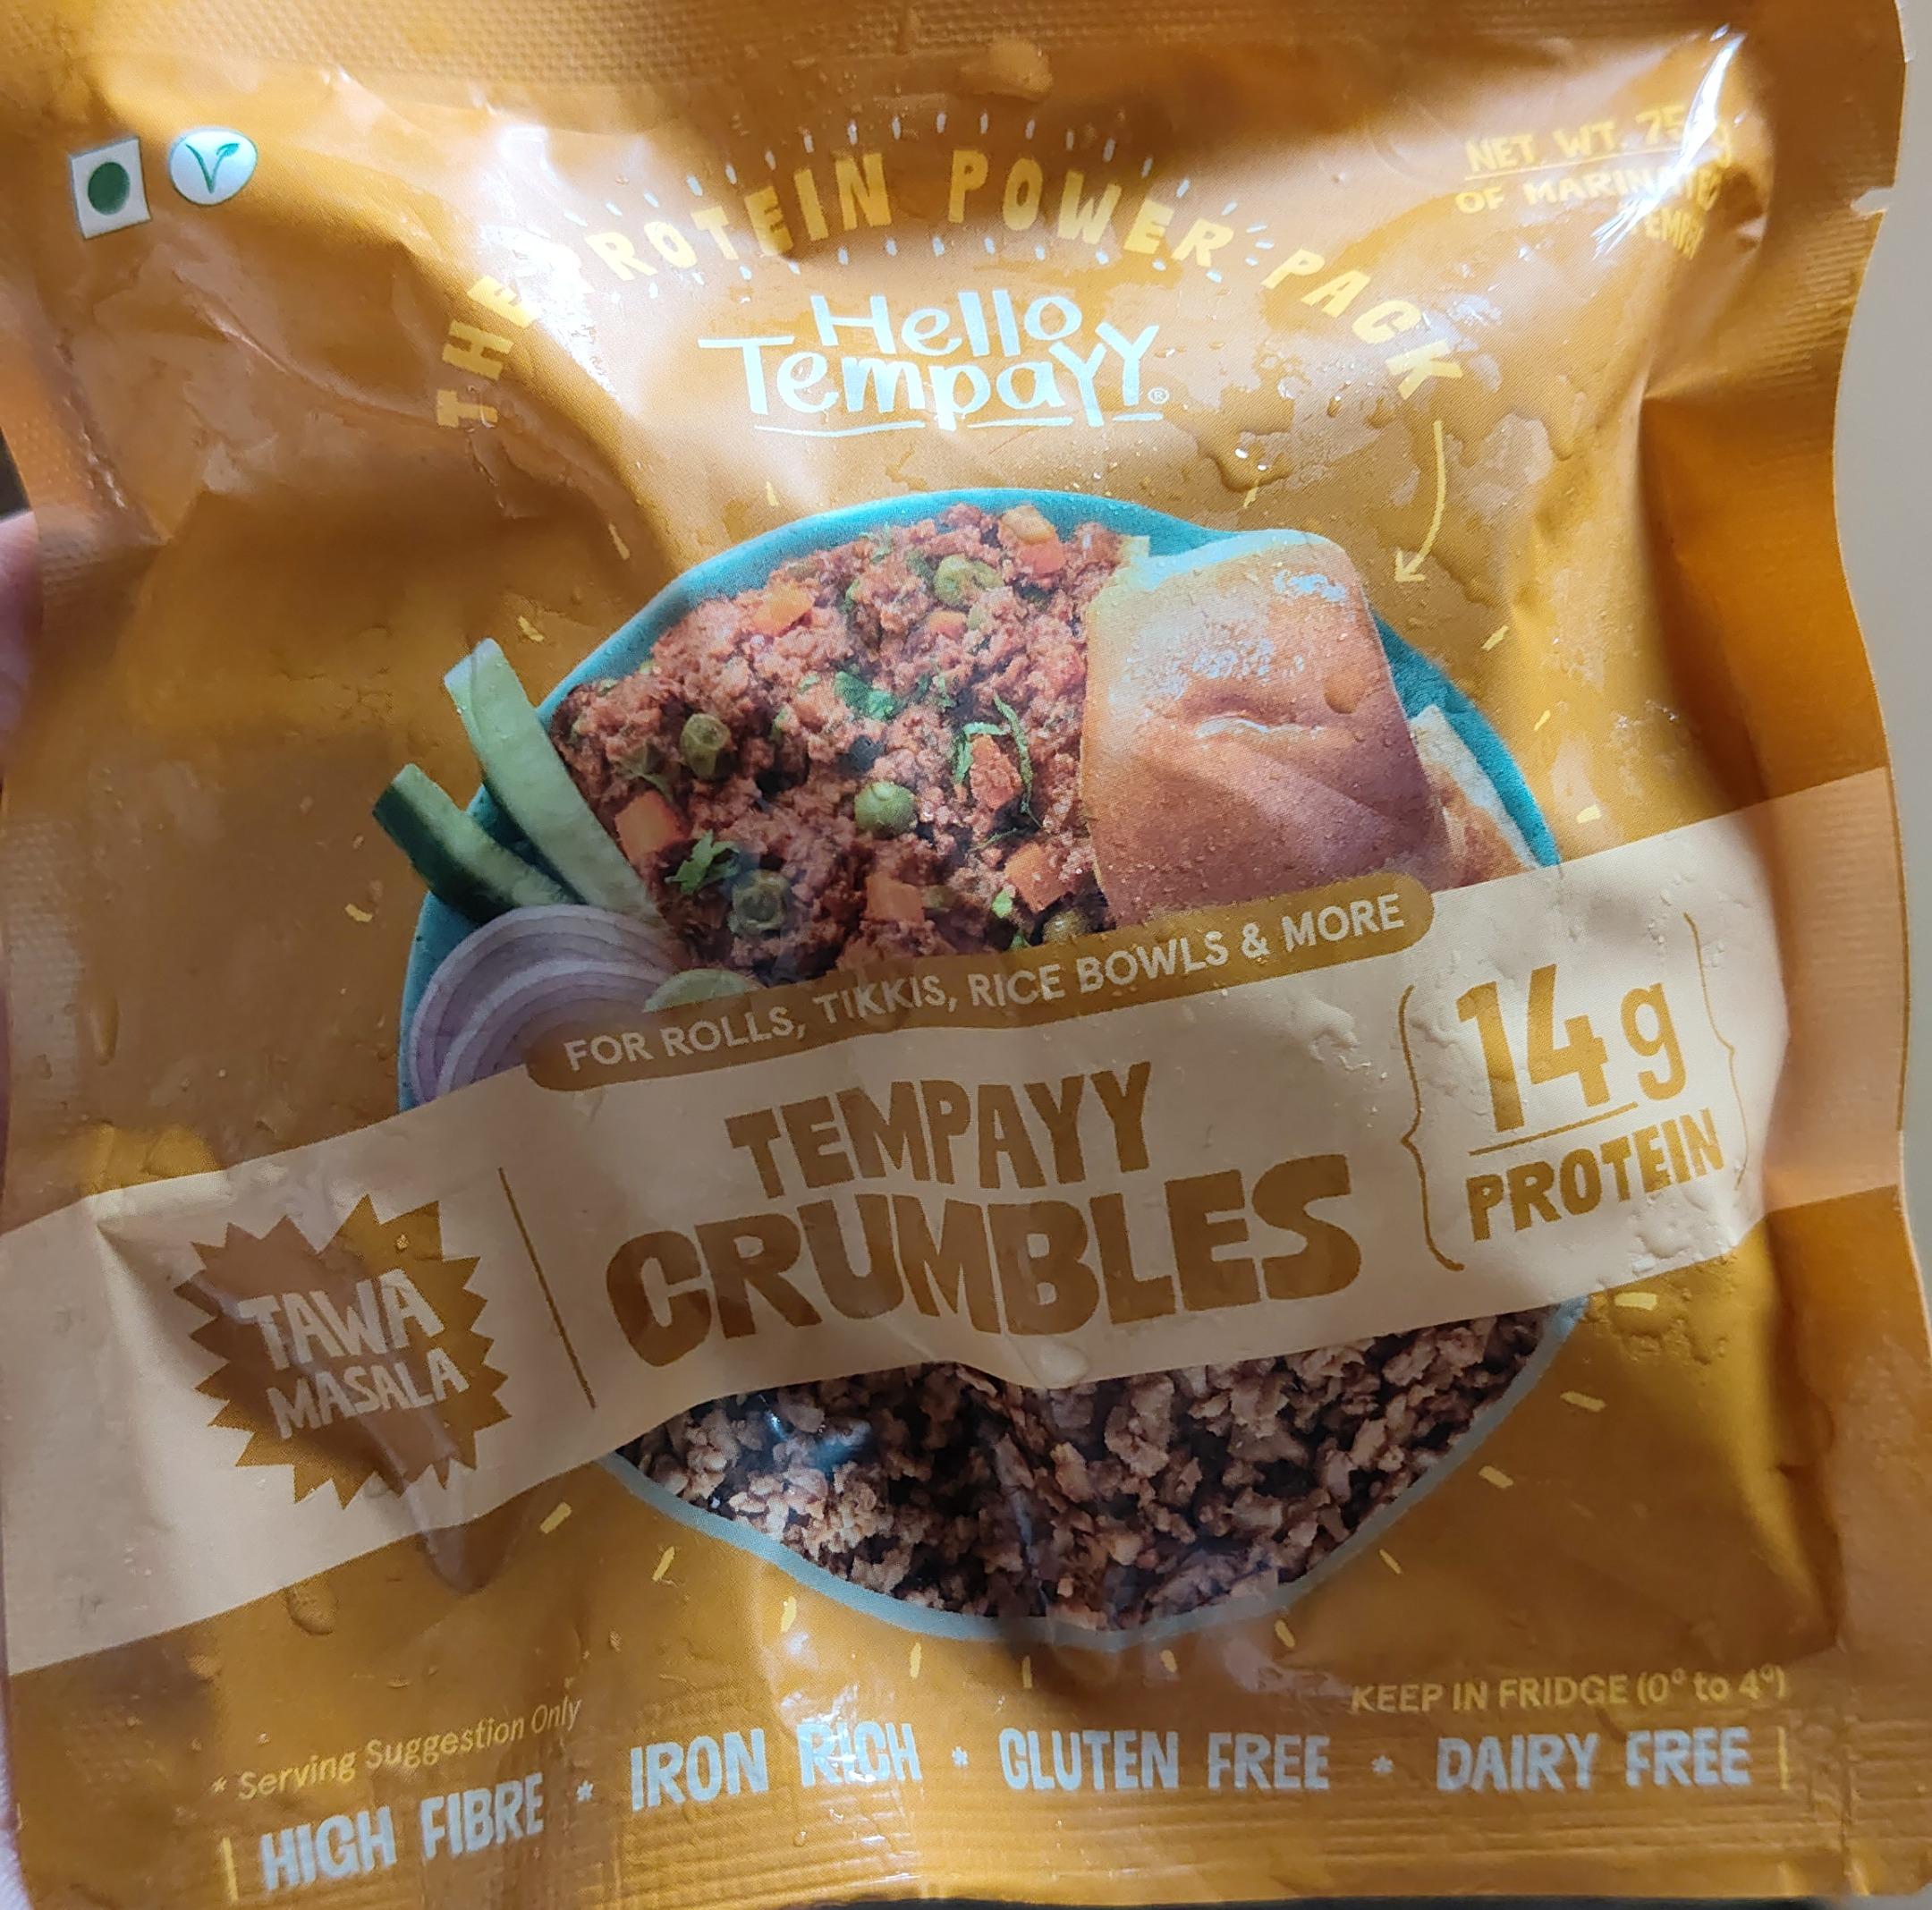 THE PROTEIN POWER PACK
NET. WT. 75
OF MARINATED
Hello
Tempayy®
FOR ROLLS, TIKKIS, RICE BOWLS & MORE
TAWA
MASALA
TEMPAYY
CRUMBLES
14 g
PROTEIN
* Serving Suggestion Only
KEEP IN FRIDGE (0° to 4°)
HIGH FIBRE * IRON RICH * GLUTEN FREE * DAIRY FREE